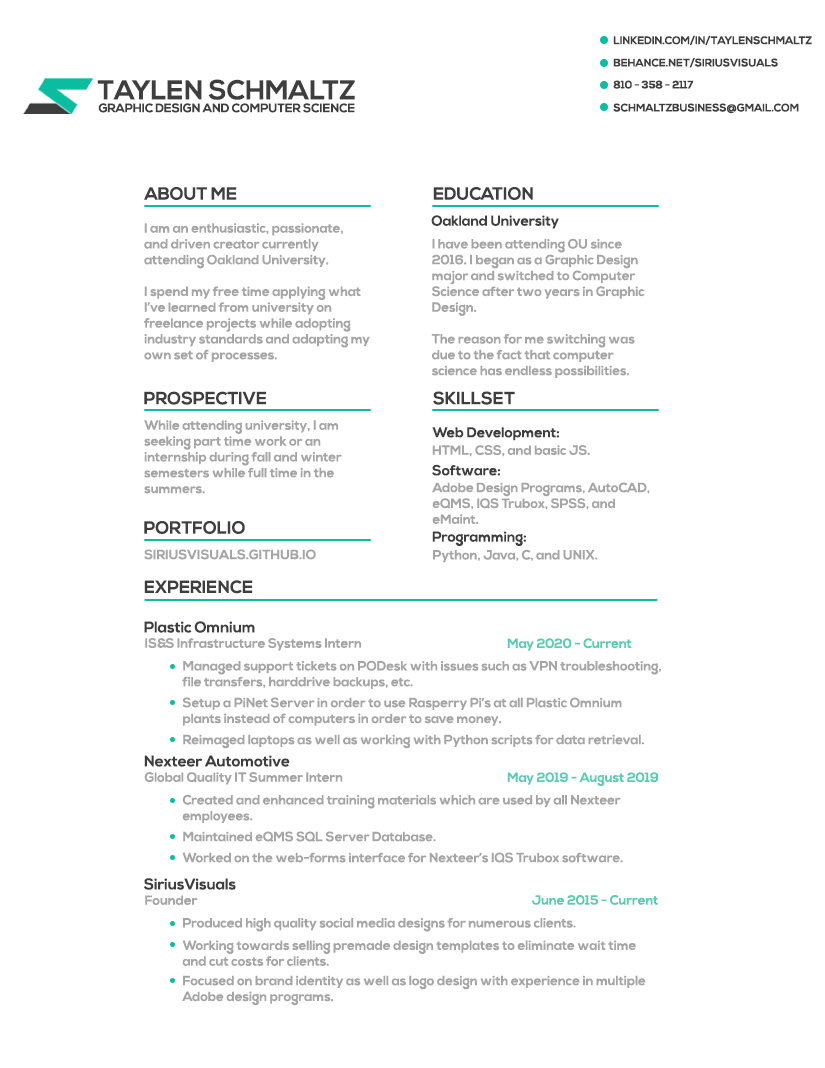 LINKEDIN.COM/IN/TAYLENSCHMALTZ
BEHANCE.NET/SIRIUSVISUALS
810 - 358 - 2117
SCHMALTZBUSINESS@GMAIL.COM
TAYLEN SCHMALTZ
GRAPHIC DESIGN AND COMPUTER SCIENCE
ABOUT ME
I am an enthusiastic, passionate,
and driven creator currently
attending Oakland University.
I spend my free time applying what
I've learned from university on
freelance projects while adopting
industry standards and adapting my
own set of processes.
PROSPECTIVE
While attending university, I am
seeking part time work or an
internship during fall and winter
semesters while full time in the
summers.
PORTFOLIO
SIRIUSVISUALS.GITHUB.IO
EDUCATION
Oakland University
I have been attending OU since
2016. I began as a Graphic Design
major and switched to Computer
Science after two years in Graphic
Design.
The reason for me switching was
due to the fact that computer
science has endless possibilities.
SKILLSET
Web Development:
HTML, CSS, and basic JS.
Software:
Adobe Design Programs, AutoCAD,
eQMS, IQS Trubox, SPSS, and
eMaint.
Programming:
Python, Java, C, and UNIX.
EXPERIENCE
Plastic Omnium
IS&S Infrastructure Systems Intern May 2020 - Current
• Managed support tickets on PODesk with issues such as VPN troubleshooting,
file transfers, harddrive backups, etc.
• Setup a PiNet Server in order to use Rasperry Pi's at all Plastic Omnium
plants instead of computers in order to save money.
• Reimaged laptops as well as working with Python scripts for data retrieval.
Nexteer Automotive
Global Quality IT Summer Intern May 2019 - August 2019
• Created and enhanced training materials which are used by all Nexteer
employees.
• Maintained eQMS SQL Server Database.
• Worked on the web-forms interface for Nexteer's IQS Trubox software.
SiriusVisuals
Founder June 2015 - Current
• Produced high quality social media designs for numerous clients.
• Working towards selling premade design templates to eliminate wait time
and cut costs for clients.
• Focused on brand identity as well as logo design with experience in multiple
Adobe design programs.